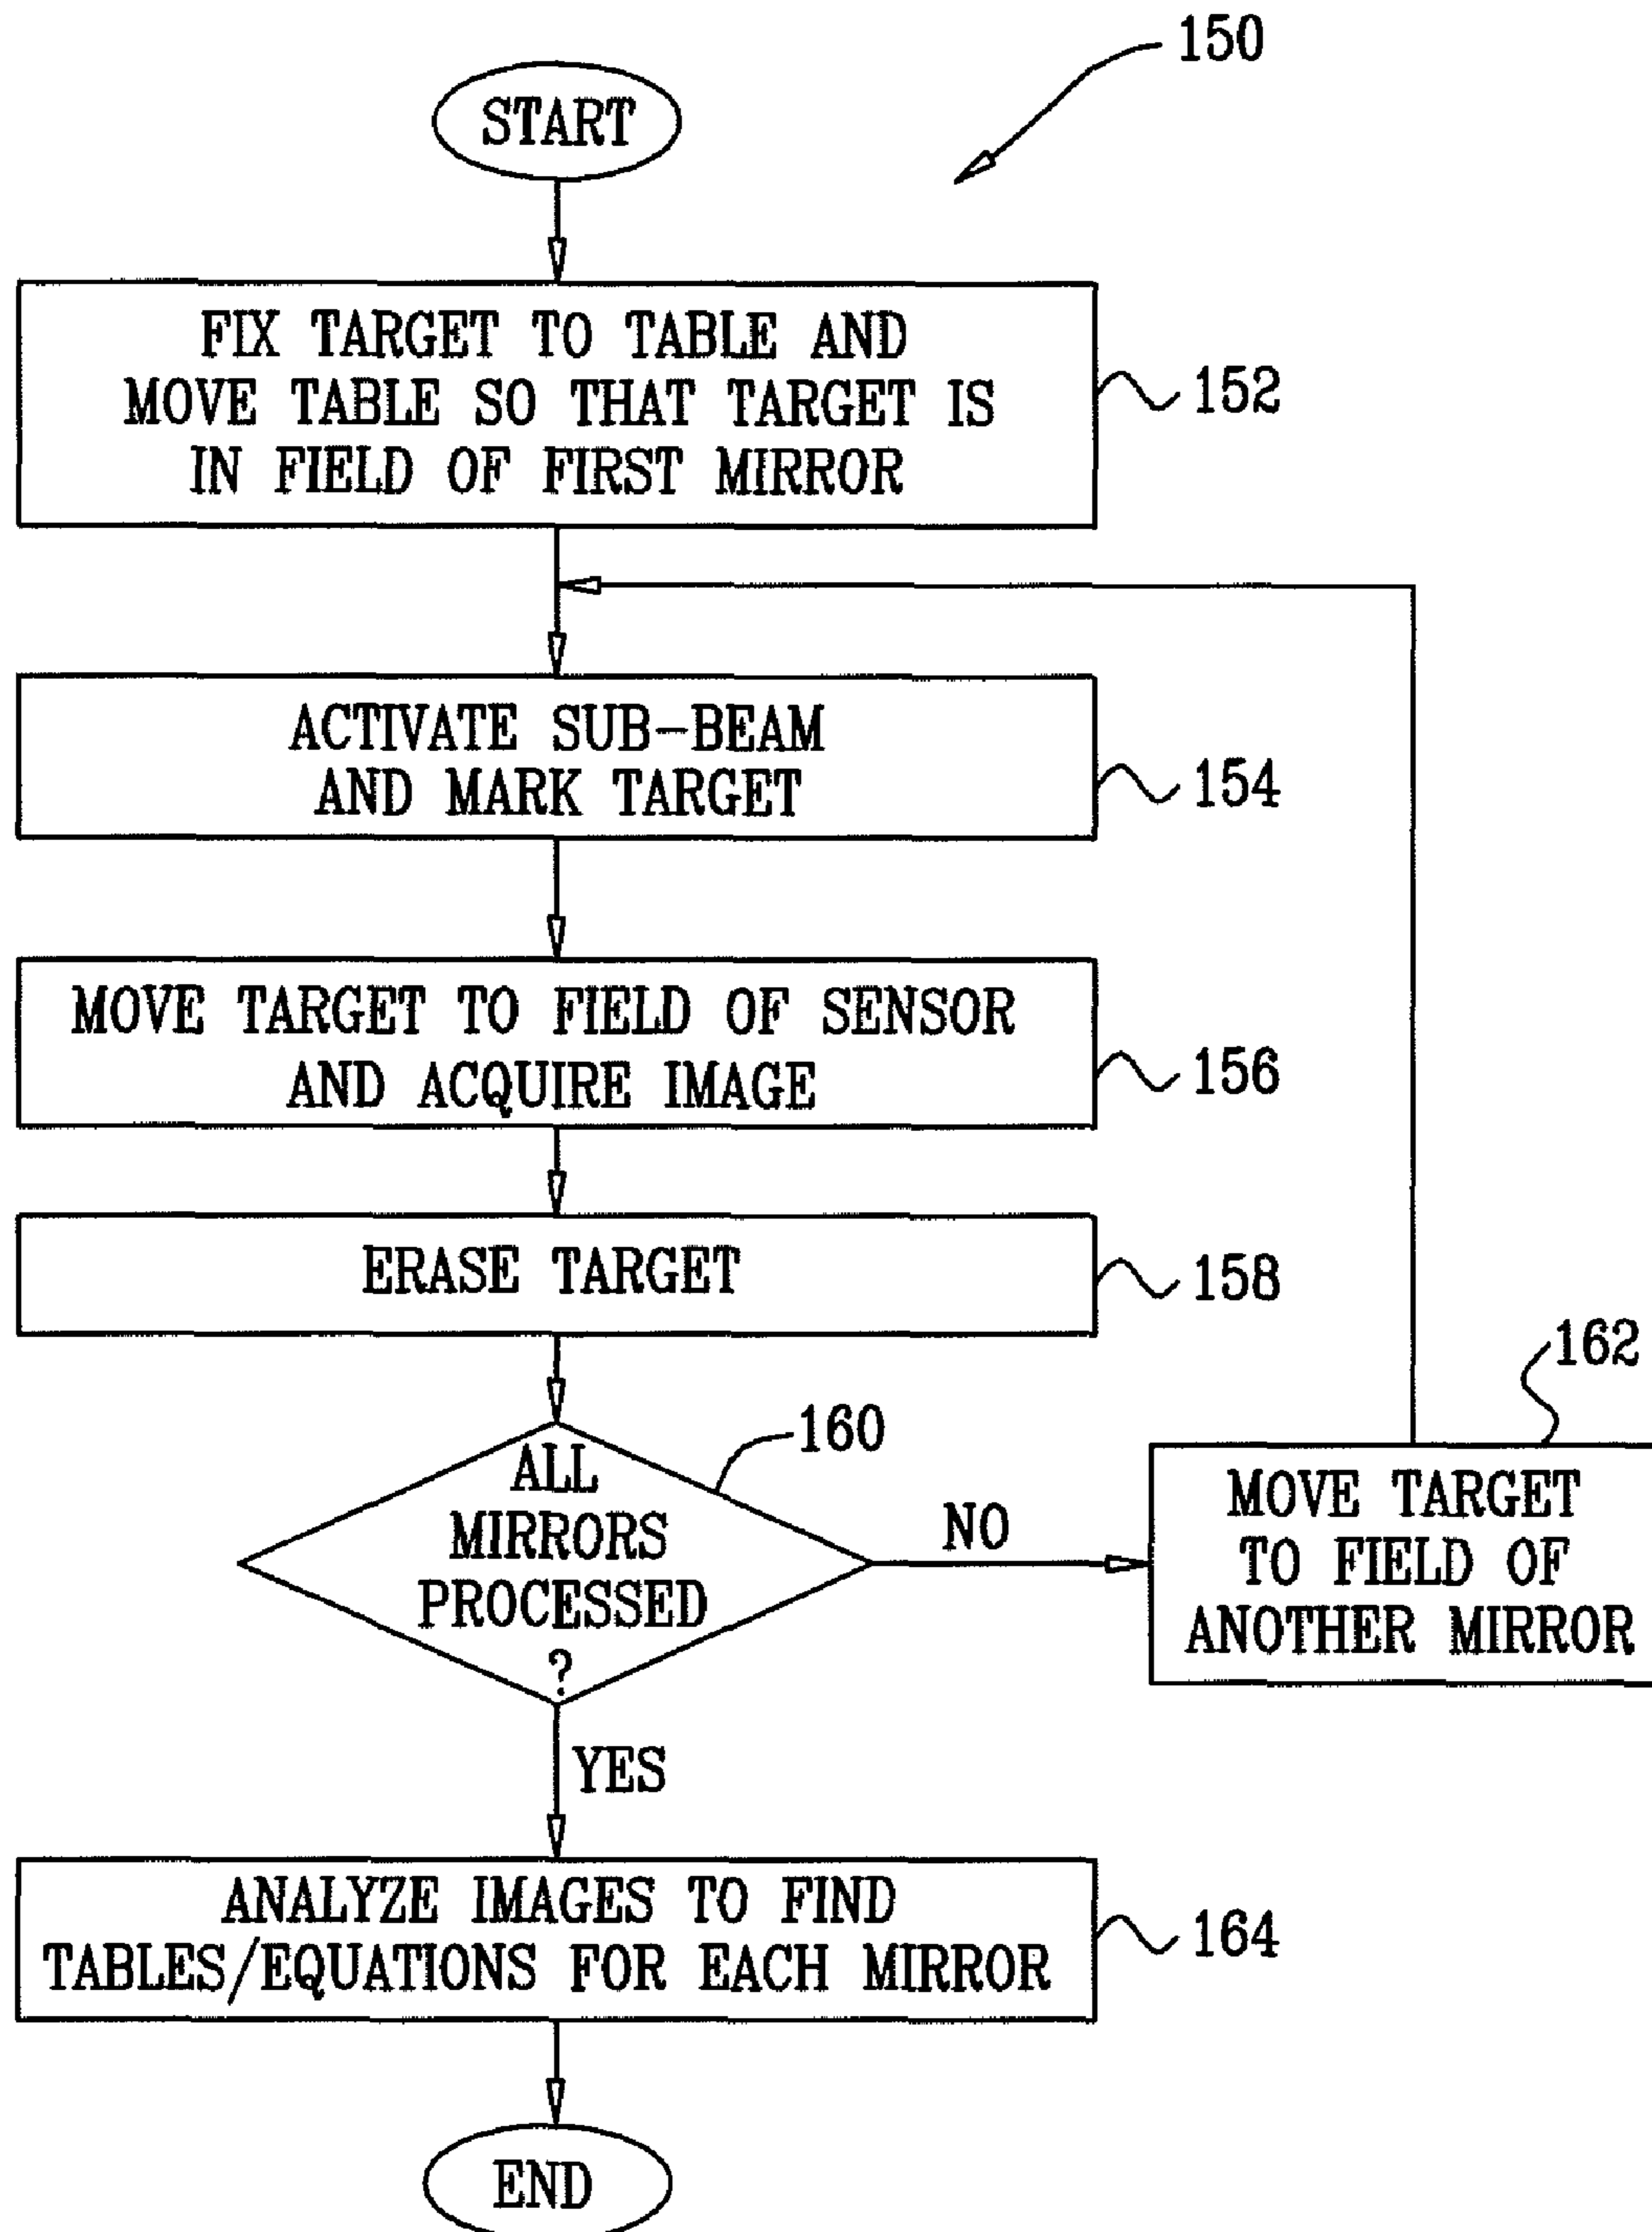 150
START
FIX TARGET TO TABLE AND
MOVE TABLE SO THAT TARGET IS
IN FIELD OF FIRST MIRROR
152
ACTIVATE SUB-BEAM
AND MARK TARGET
154
MOVE TARGET TO FIELD OF SENSOR
AND ACQUIRE IMAGE
156
ERASE TARGET
158
ALL
MIRRORS
PROCESSED
?
160
NO
162
MOVE TARGET
TO FIELD OF
ANOTHER MIRROR
YES
ANALYZE IMAGES TO FIND
TABLES/EQUATIONS FOR EACH MIRROR
164
END